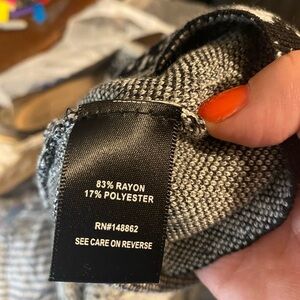 83% RAYON
17% POLYESTER
RN#148862
SEE CARE ON REVERSE